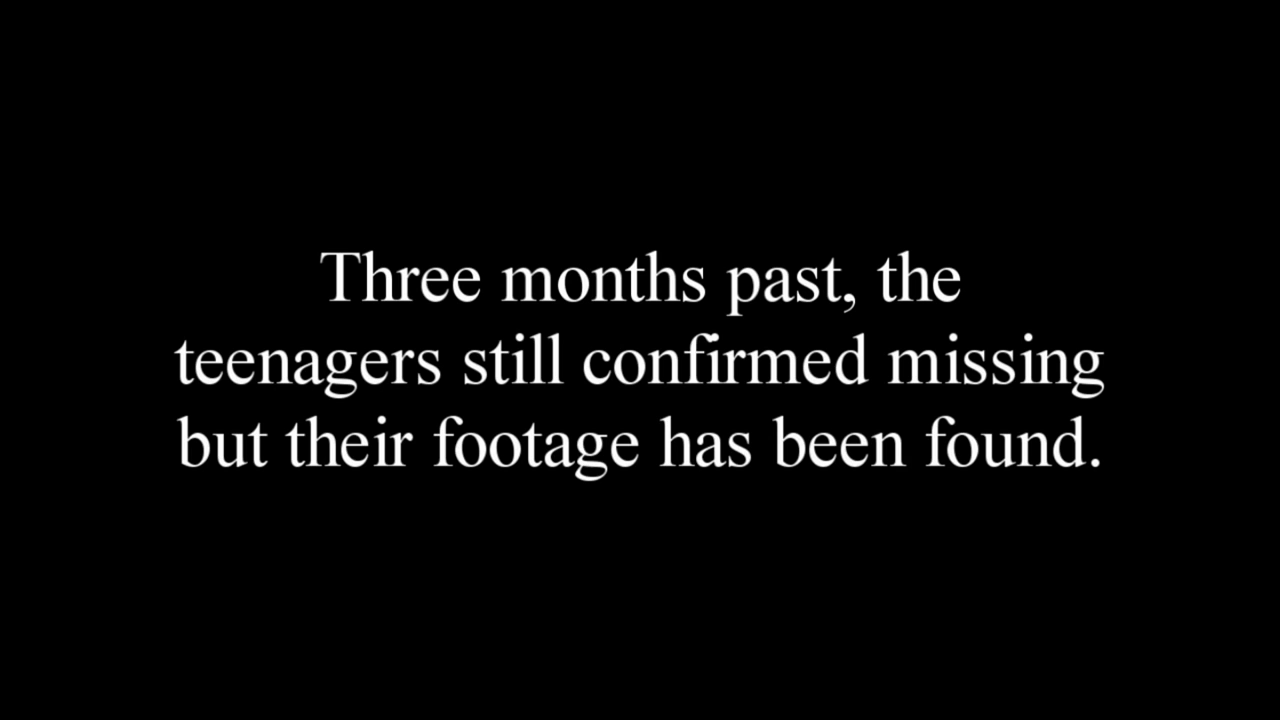 Three months past, the
teenagers still confirmed missing
but their footage has been found.